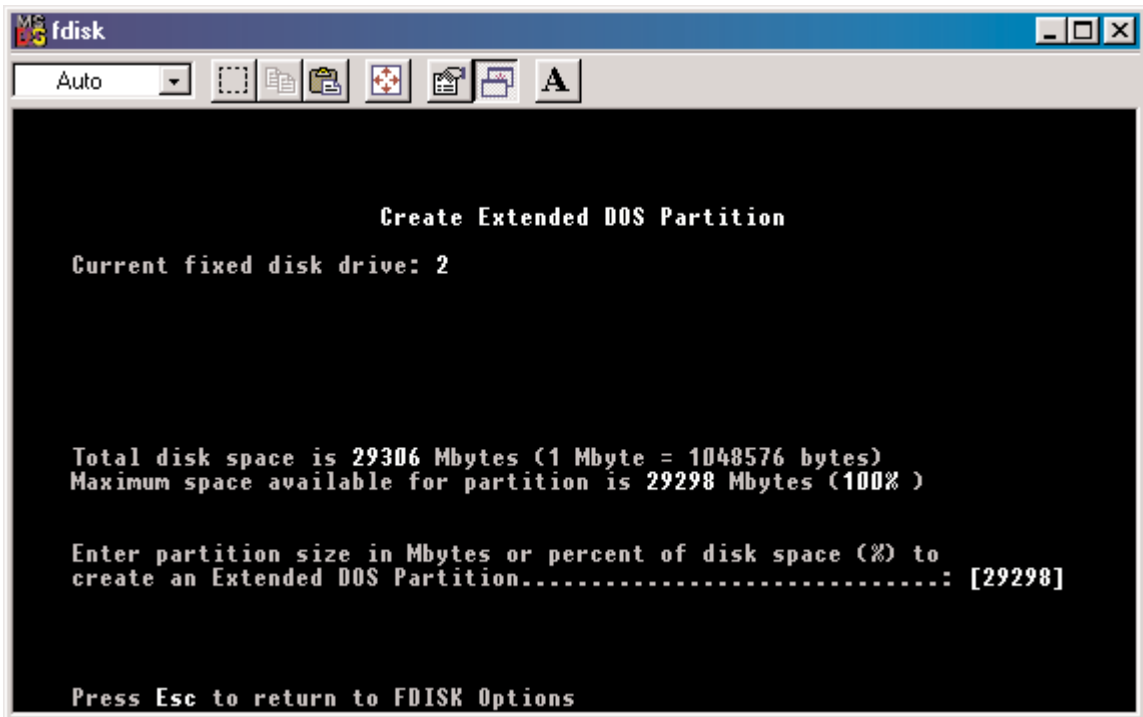 fdisk
Auto
A
Create Extended DOS Partition
Current fixed disk drive: 2
Total disk space is 29306 Mbytes (1 Mbyte = 1048576 bytes)
Maximum space available for partition is 29298 Mbytes (100% )
Enter partition size in Mbytes or percent of disk space (%) to
create an Extended DOS Partition...............................: [29298]
Press Esc to return to FDISK Options